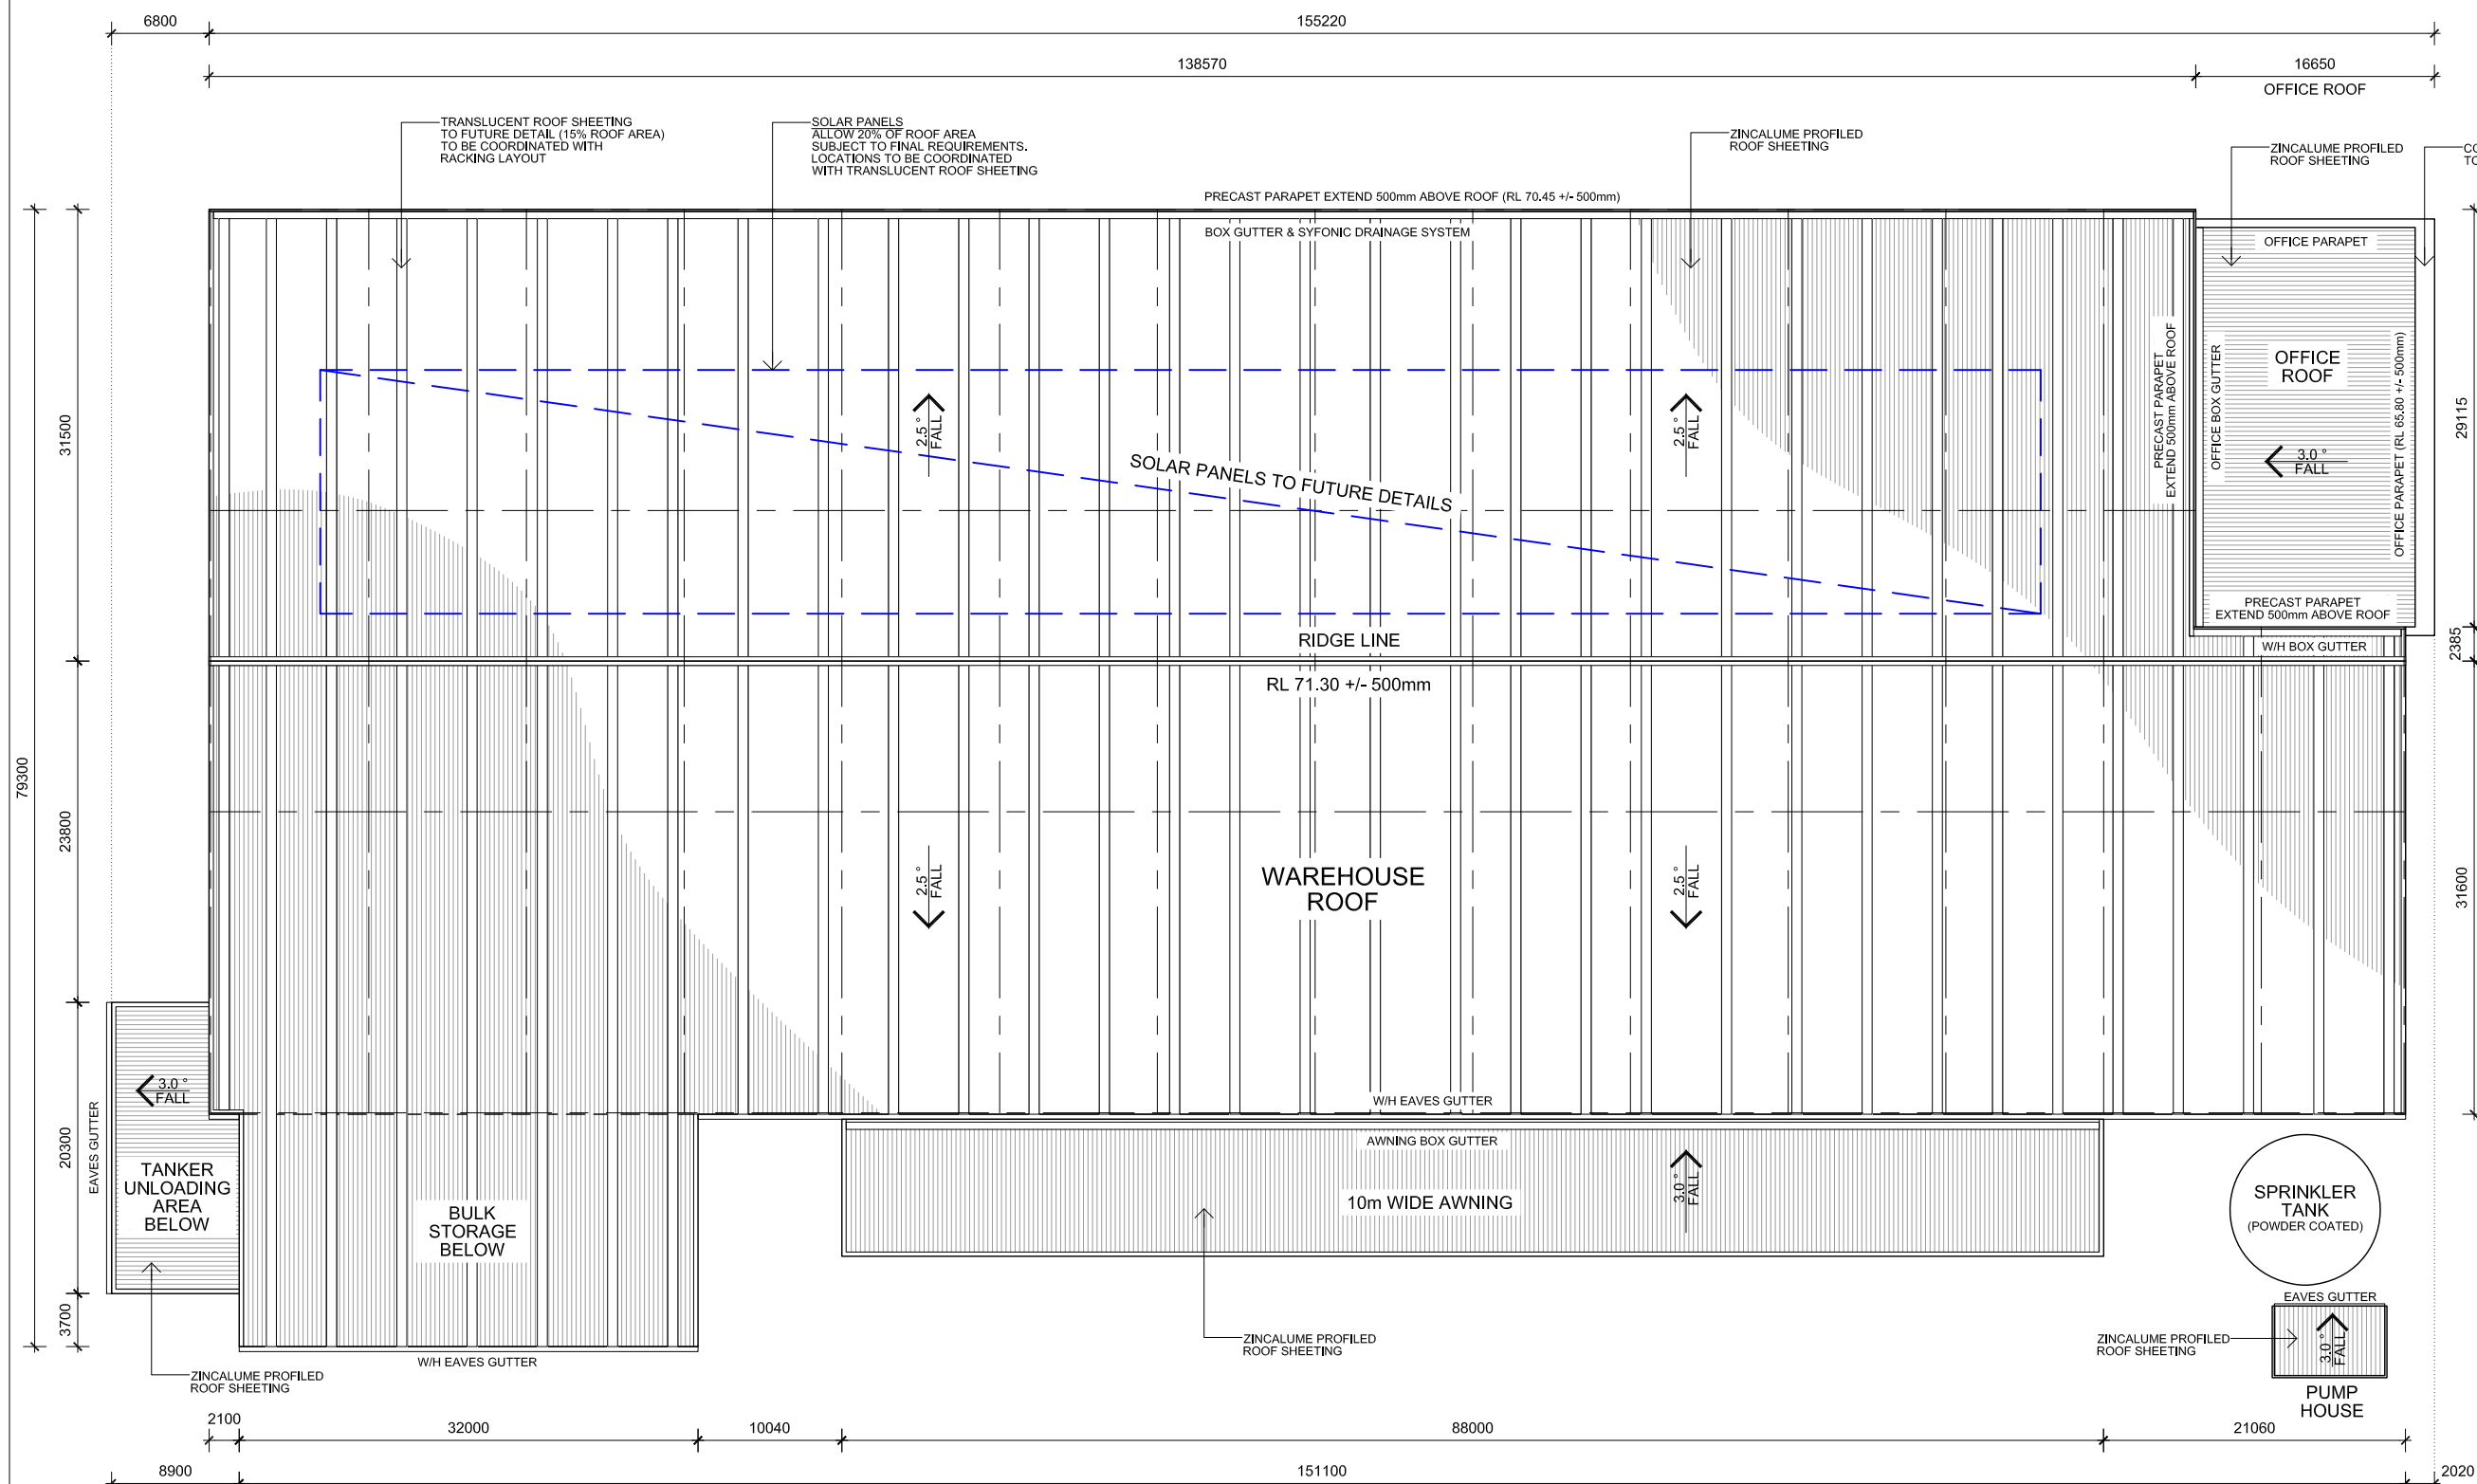 6800
155220
138570
16650
OFFICE ROOF
TRANSLUCENT ROOF SHEETING
TO FUTURE DETAIL (15% ROOF AREA)
TO BE COORDINATED WITH
RACKING LAYOUT
SOLAR PANELS
ALLOW 20% OF ROOF AREA
SUBJECT TO FINAL REQUIREMENTS.
LOCATIONS TO BE COORDINATED
WITH TRANSLUCENT ROOF SHEETING
ZINCALUME PROFILED
ROOF SHEETING
ZINCALUME PROFILED
ROOF SHEETING
PRECAST PARAPET EXTEND 500mm ABOVE ROOF (RL 70.45 +/- 500mm)
BOX GUTTER & SYFONIC DRAINAGE SYSTEM
OFFICE PARAPET
79300
31500
23800
20300
3700
2.5 °
FALL
2.5 °
FALL
SOLAR PANELS TO FUTURE DETAILS
PRECAST PARAPET
EXTEND 500mm ABOVE ROOF
OFFICE BOX GUTTER
OFFICE
ROOF
3.0 °
FALL
OFFICE PARAPET (RL 65.80 +/- 500mm)
29115
2385
31600
PRECAST PARAPET
EXTEND 500mm ABOVE ROOF
W/H BOX GUTTER
RIDGE LINE
RL 71.30 +/- 500mm
2.5 °
FALL
WAREHOUSE
ROOF
2.5 °
FALL
3.0 °
FALL
EAVES GUTTER
TANKER
UNLOADING
AREA
BELOW
BULK
STORAGE
BELOW
W/H EAVES GUTTER
AWNING BOX GUTTER
10m WIDE AWNING
3.0 °
FALL
SPRINKLER
TANK
(POWDER COATED)
EAVES GUTTER
3.0 °
FALL
PUMP
HOUSE
ZINCALUME PROFILED
ROOF SHEETING
ZINCALUME PROFILED
ROOF SHEETING
W/H EAVES GUTTER
ZINCALUME PROFILED
ROOF SHEETING
2100
32000
10040
88000
21060
8900
151100
2020